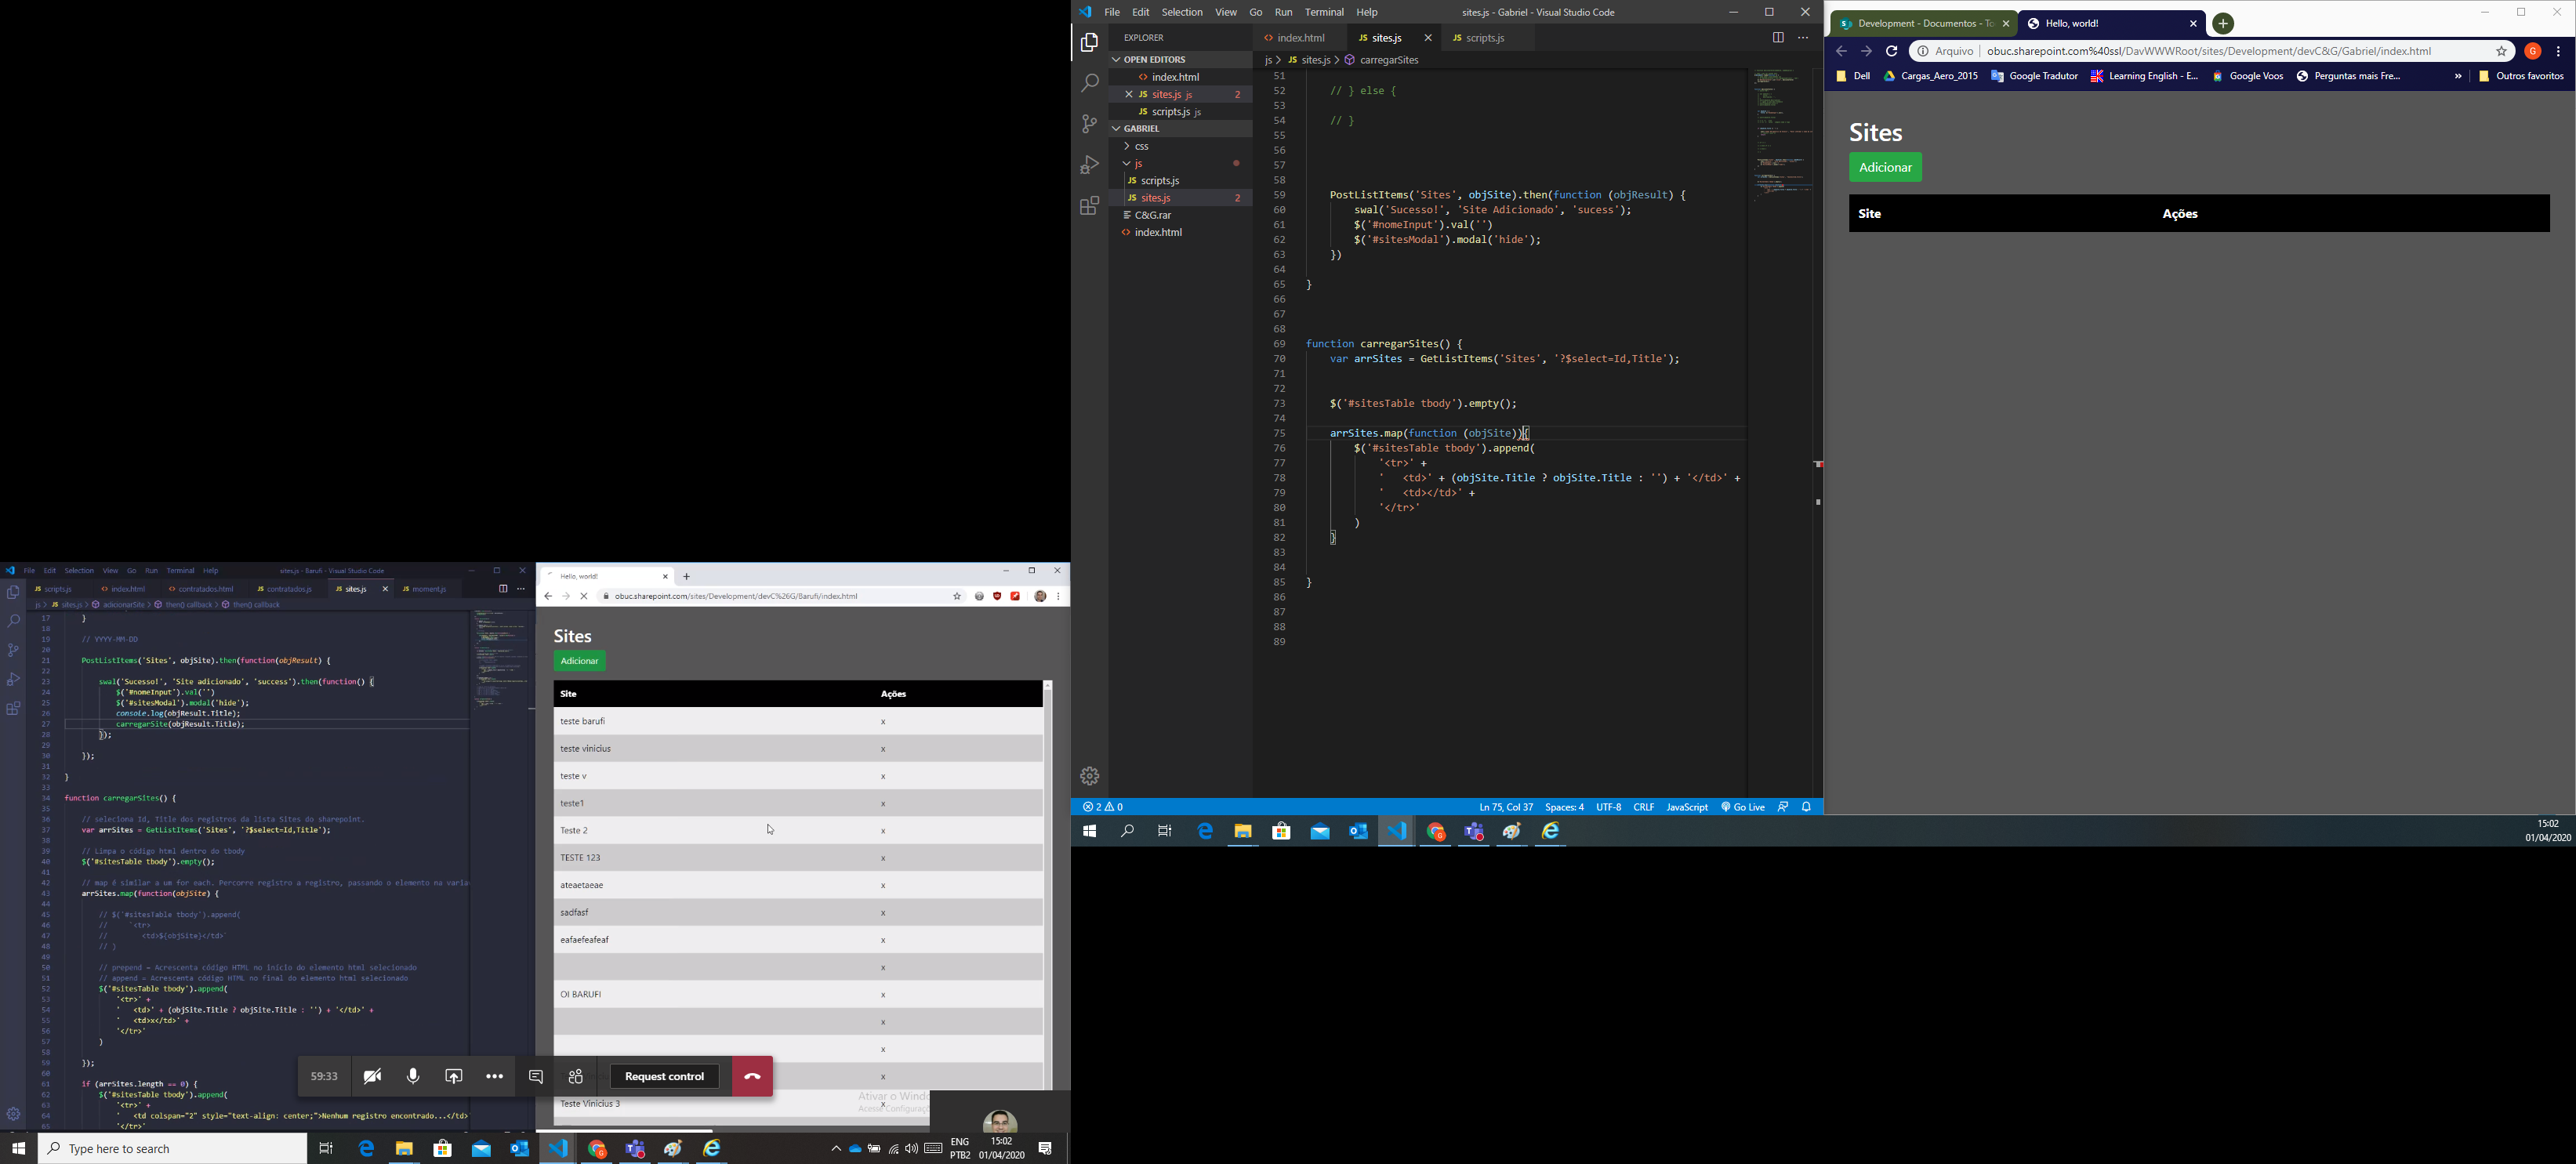 File Edit Selection View Go Run Terminal Help
sites.js - Gabriel - Visual Studio Code
EXPLORER
OPEN EDITORS
index.html
sites.js js 2
scripts.js js
GABRIEL
css
js
scripts.js
sites.js 2
C&G.rar
index.html
index.html sites.js scripts.js
js > sites.js > carregarSites
51
52 // } else {
53
54 // }
55
56
57
58
59 PostListItems('Sites', objSite).then(function (objResult) {
60 swal('Sucesso!', 'Site Adicionado', 'sucess');
61 $('#nomeInput').val('')
62 $('#sitesModal').modal('hide');
63 })
64
65 }
66
67
68
69 function carregarSites() {
70 var arrSites = GetListItems('Sites', '?$select=Id,Title');
71
72
73 $('#sitesTable tbody').empty();
74
75 arrSites.map(function (objSite)){
76 $('#sitesTable tbody').append(
77 '<tr>' +
78 ' <td>' + (objSite.Title ? objSite.Title : '') + '</td>' +
79 ' <td></td>' +
80 '</tr>'
81 )
82 }
83
84
85 }
86
87
88
89
2 0
Ln 75, Col 37 Spaces: 4 UTF-8 CRLF JavaScript Go Live
Development - Documentos - To
Hello, world!
Arquivo obuc.sharepoint.com%40ssl/DavWWWRoot/sites/Development/devC&G/Gabriel/index.html
Dell Cargas_Aero_2015 Google Tradutor Learning English - E... Google Voos Perguntas mais Fre... » Outros favoritos
Sites
Adicionar
Site Ações
15:02
01/04/2020
File Edit Selection View Go Run Terminal Help
sites.js - Barufi - Visual Studio Code
scripts.js index.html contratados.html contratados.js sites.js moment.js
js > sites.js > adicionarSite > then() callback > then() callback
17 }
18
19 // YYYY-MM-DD
20
21 PostListItems('Sites', objSite).then(function(objResult) {
22
23 swal('Sucesso!', 'Site adicionado', 'success').then(function() {
24 $('#nomeInput').val('')
25 $('#sitesModal').modal('hide');
26 console.log(objResult.Title);
27 carregarSite(objResult.Title);
28 });
29
30 });
31
32 }
33
34 function carregarSites() {
35
36 // seleciona Id, Title dos registros da lista Sites do sharepoint.
37 var arrSites = GetListItems('Sites', '?$select=Id,Title');
38
39 // Limpa o código html dentro do tbody
40 $('#sitesTable tbody').empty();
41
42 // map é similar a um for each. Percorre registro a registro, passando o elemento na varia
43 arrSites.map(function(objSite) {
44
45 // $('#sitesTable tbody').append(
46 // `<tr>
47 // <td>${objSite}</td>`
48 // )
49
50 // prepend = Acrescenta código HTML no início do elemento html selecionado
51 // append = Acrescenta código HTML no final do elemento html selecionado
52 $('#sitesTable tbody').append(
53 '<tr>' +
54 ' <td>' + (objSite.Title ? objSite.Title : '') + '</td>' +
55 ' <td>x</td>' +
56 '</tr>'
57 )
58
59 });
60
61 if (arrSites.length == 0) {
62 $('#sitesTable tbody').append(
63 '<tr>' +
64 ' <td colspan="2" style="text-align: center;">Nenhum registro encontrado...</td>
65 '</tr>'
Hello, world!
obuc.sharepoint.com/sites/Development/devC%26G/Barufi/index.html
Sites
Adicionar
Site Ações
teste barufi x
teste vinicius x
teste v x
teste1 x
Teste 2 x
TESTE 123 x
ateaetaeae x
sadfasf x
eafaefeafeaf x
x
OI BARUFI x
x
x
x
Teste Vinicius 3 x
Ativar o Windo
Acesse Configuraç
59:33
Request control
Type here to search
ENG
PTB2
15:02
01/04/2020